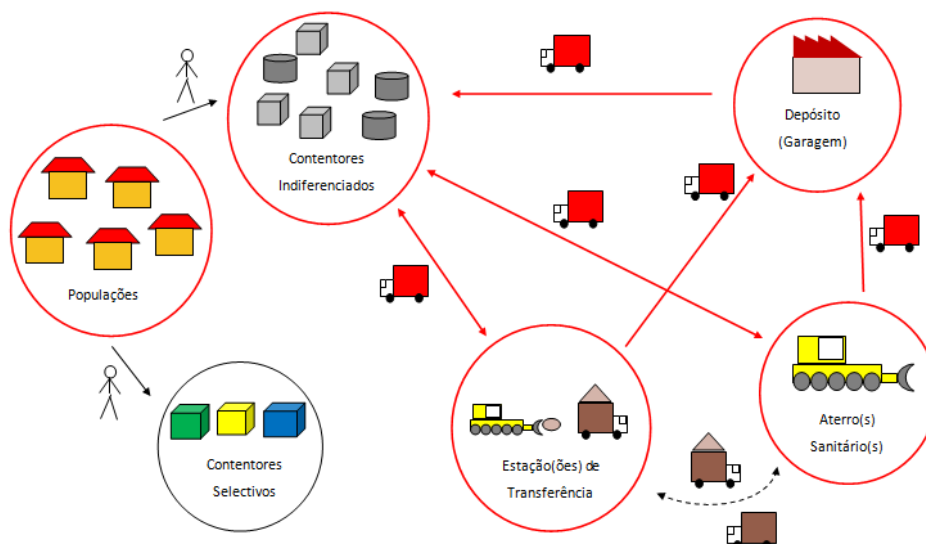 Contentores
Indiferenciados
Depósito
(Garagem)
Populações
Contentores
Selectivos
Estação(ões) de
Transferência
Aterro(s)
Sanitário(s)